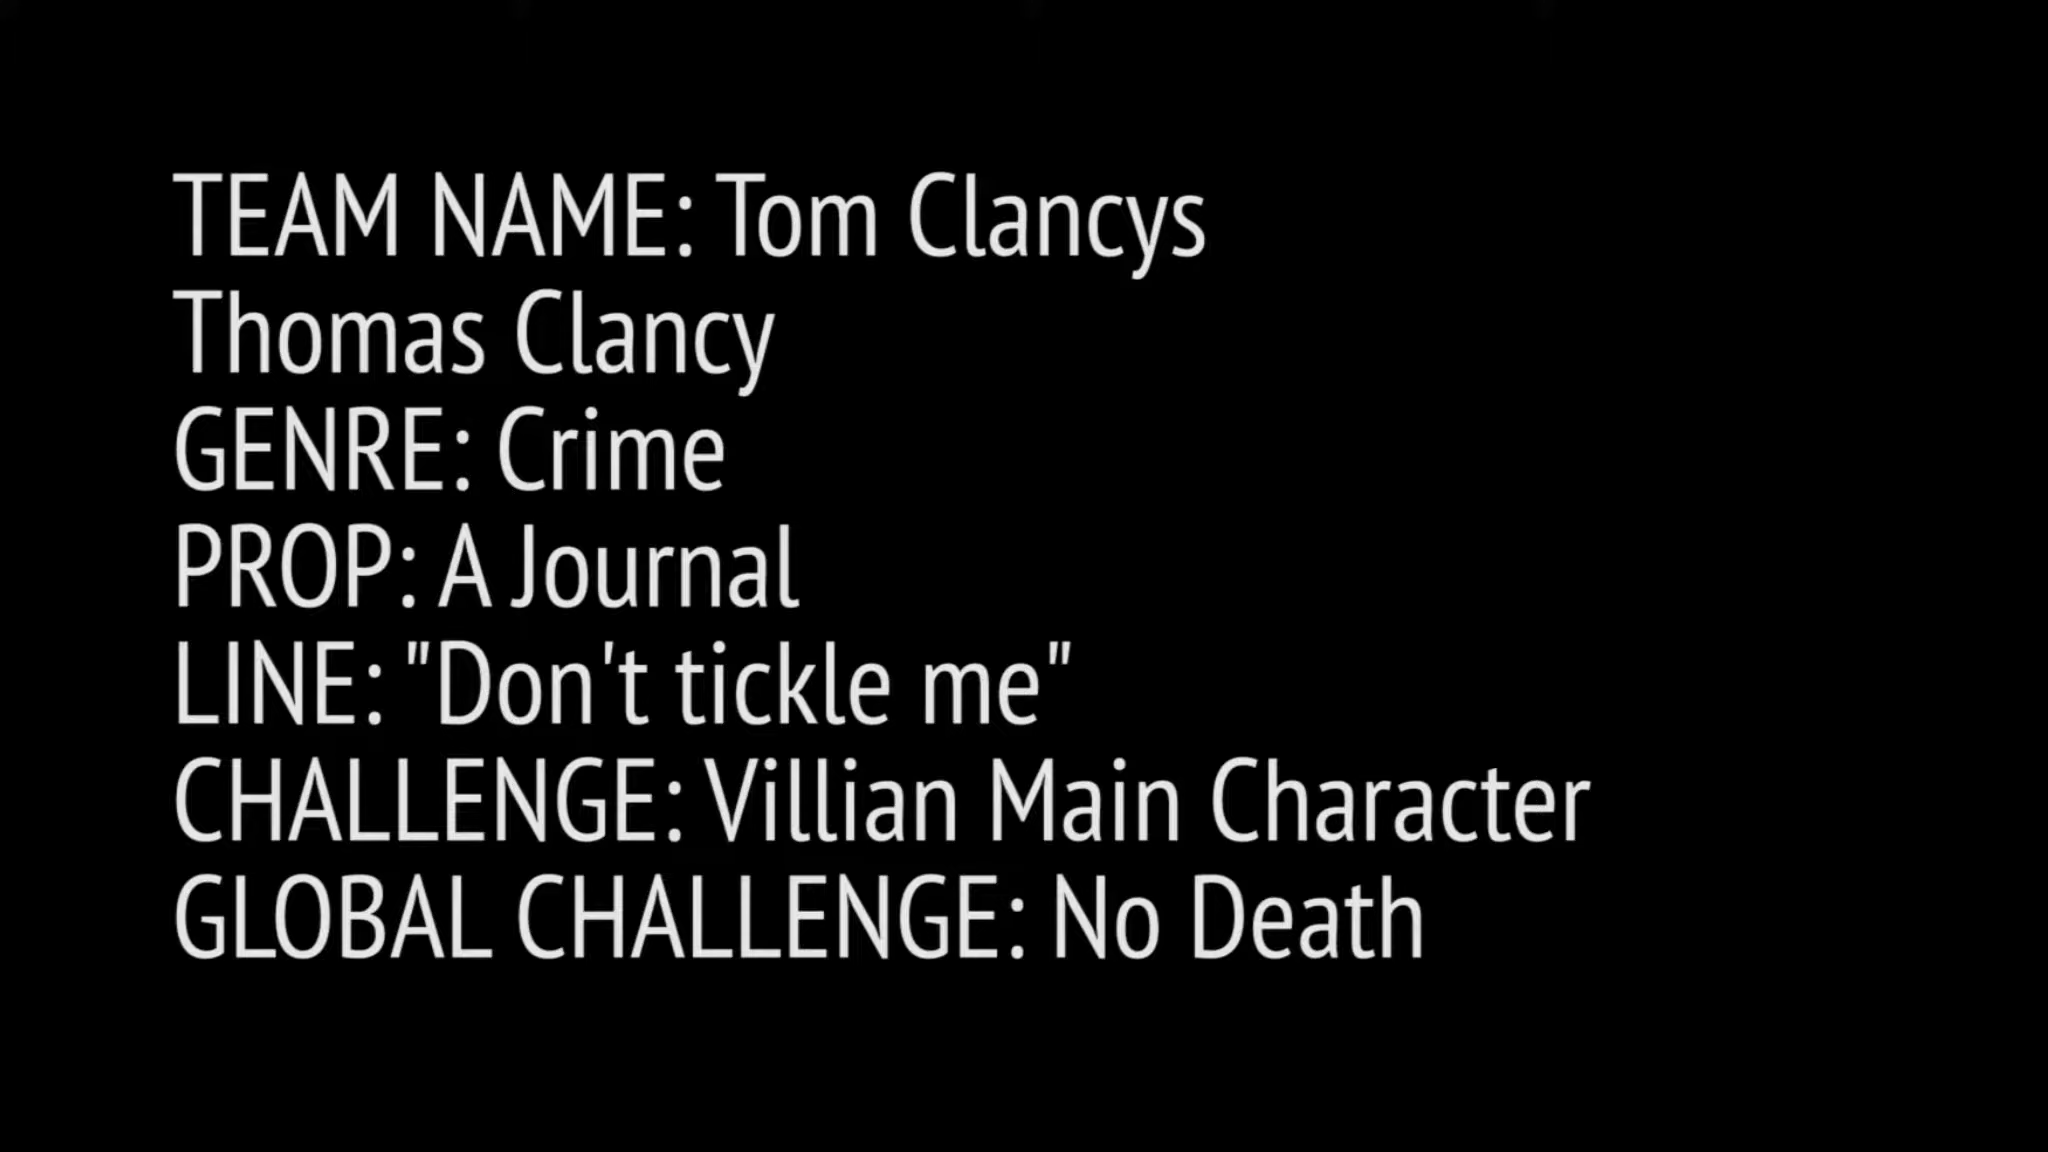 TEAM NAME: Tom Clancys
Thomas Clancy
GENRE: Crime
PROP: A Journal
LINE: "Don't tickle me"
CHALLENGE: Villian Main Character
GLOBAL CHALLENGE: No Death